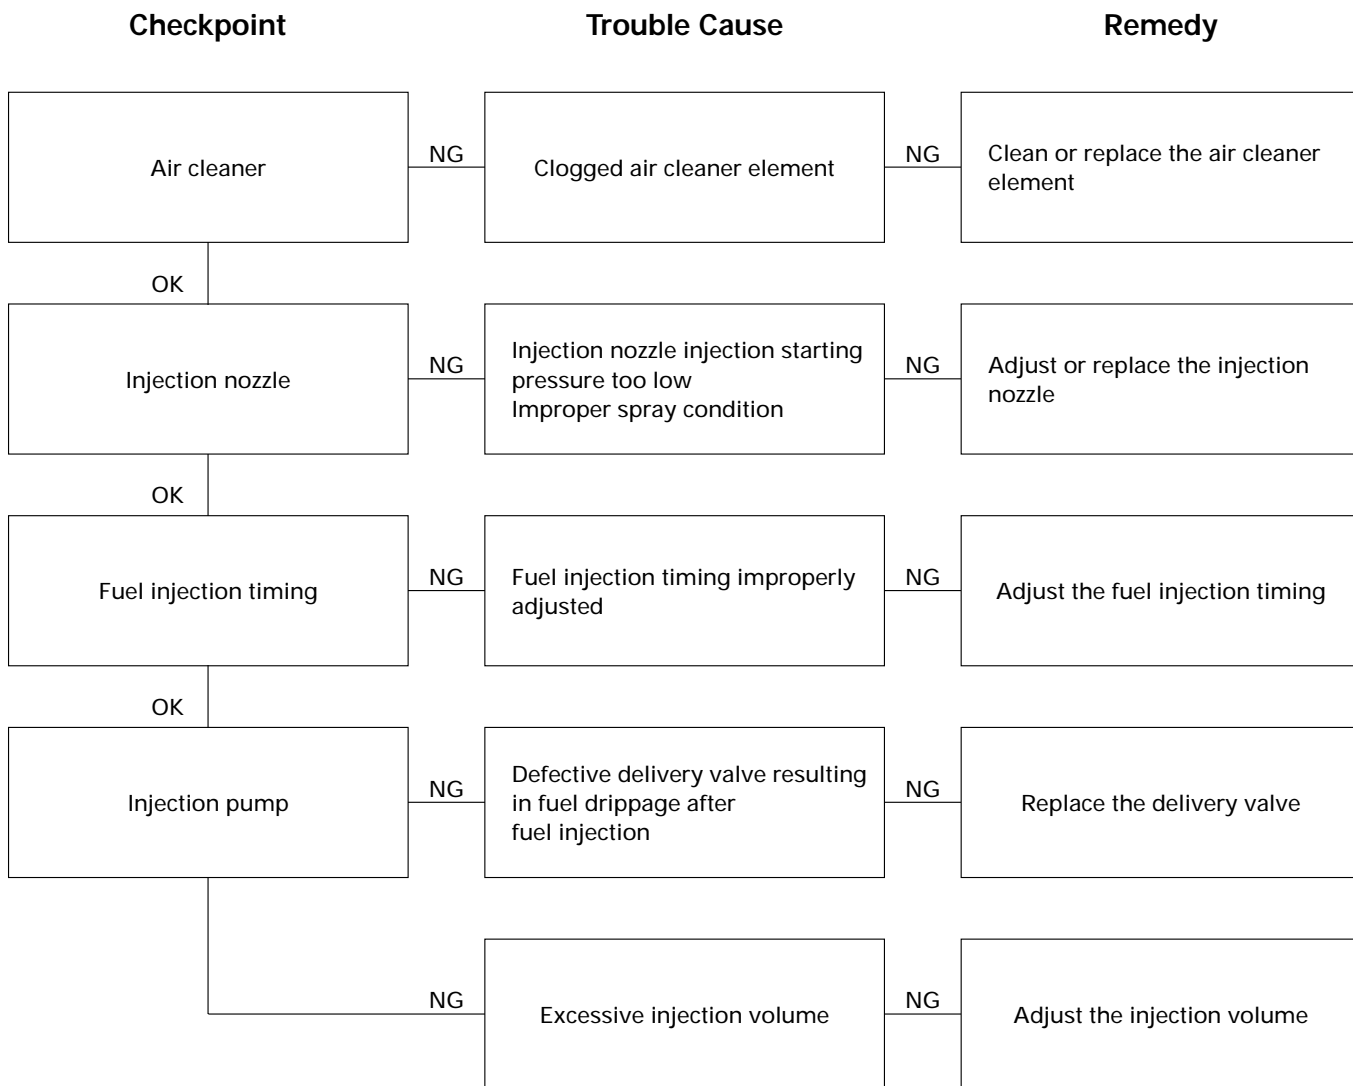 Checkpoint
Trouble Cause
Remedy
Air cleaner
NG
Clogged air cleaner element
NG
Clean or replace the air cleaner
element
OK
Injection nozzle
NG
Injection nozzle injection starting
pressure too low
Improper spray condition
NG
Adjust or replace the injection
nozzle
OK
Fuel injection timing
NG
Fuel injection timing improperly
adjusted
NG
Adjust the fuel injection timing
OK
Injection pump
NG
Defective delivery valve resulting
in fuel drippage after
fuel injection
NG
Replace the delivery valve
NG
Excessive injection volume
NG
Adjust the injection volume